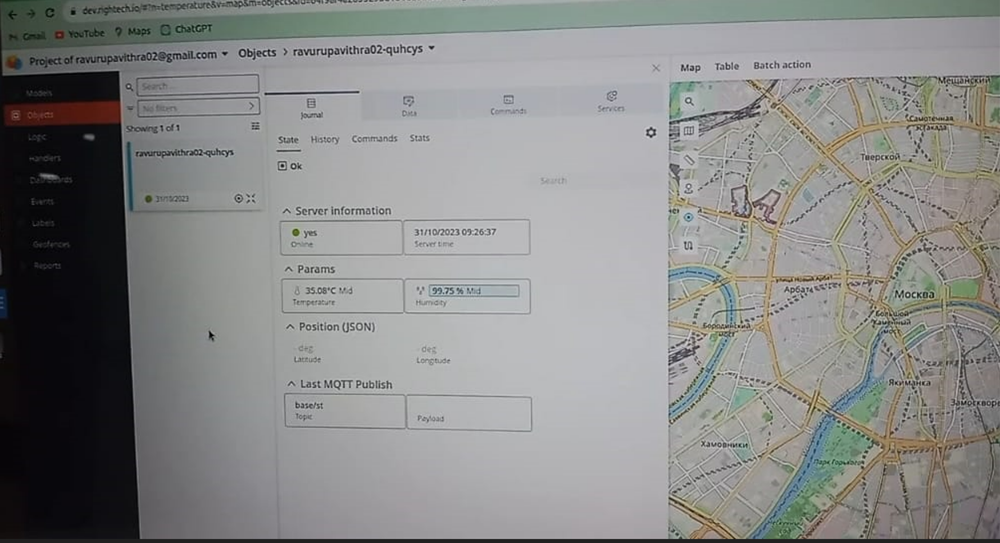 dev.rightech.io/#?n=temperature&v=map&m=objects&id=
Gmail YouTube Maps ChatGPT
Project of ravurupavithra02@gmail.com Objects > ravurupavithra02-quhcys
Models
Objects
Logic
Handlers
Dashboards
Events
Labels
Geofences
Reports
Search
No filters
Showing 1 of 1
ravurupavithra02-quhcys
31/10/2023
Journal Data Commands Services
State History Commands Stats
Ok
Search
Server information
yes
Online
31/10/2023 09:26:37
Server time
Params
35.08°C Mid
Temperature
99.75 % Mid
Humidity
Position (JSON)
- deg
Latitude
- deg
Longitude
Last MQTT Publish
base/st
Topic
Payload
Map Table Batch action
Мещанский
Самотёчная
эстакада
Тверской
улица Новый Арбат
Арбат
Москва
Большой
Каменный
мост
Бородинский
мост
Якиманка
Хамовники
Парк Горького